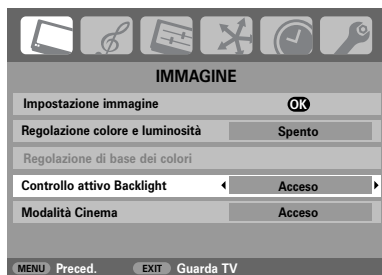 IMMAGINE
Impostazione immagine OK
Regolazione colore e luminosità Spento
Regolazione di base dei colori
Controllo attivo Backlight Acceso
Modalità Cinema Acceso
MENU Preced. EXIT Guarda TV